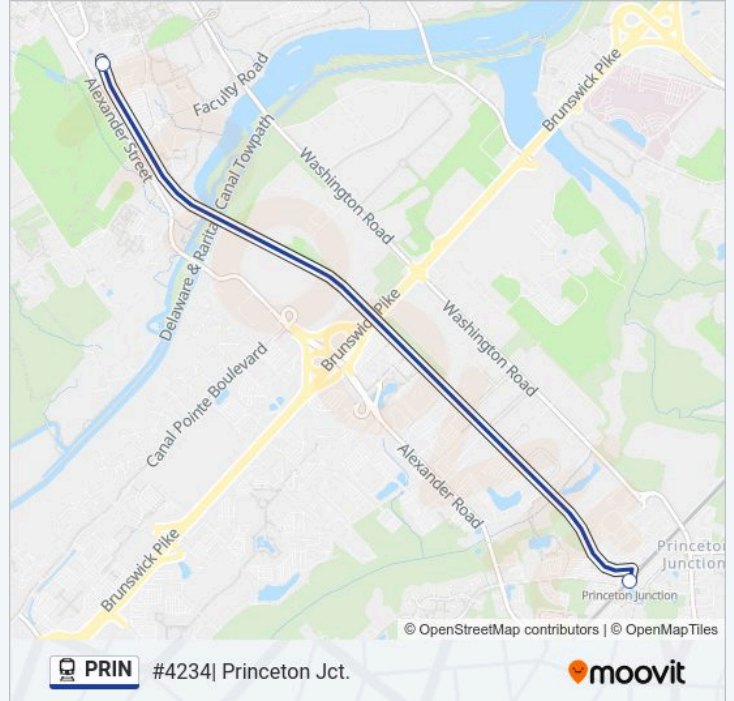 Faculty Road
Alexander Street
Brunswick Pike
Washington Road
Delaware & Raritan Canal Towpath
Brunswick Pike
Washington Road
Canal Pointe Boulevard
Alexander Road
Brunswick Pike
Princeton
Junction
Princeton Junction
© OpenStreetMap contributors | © OpenMapTiles
PRIN #4234| Princeton Jct. moovit